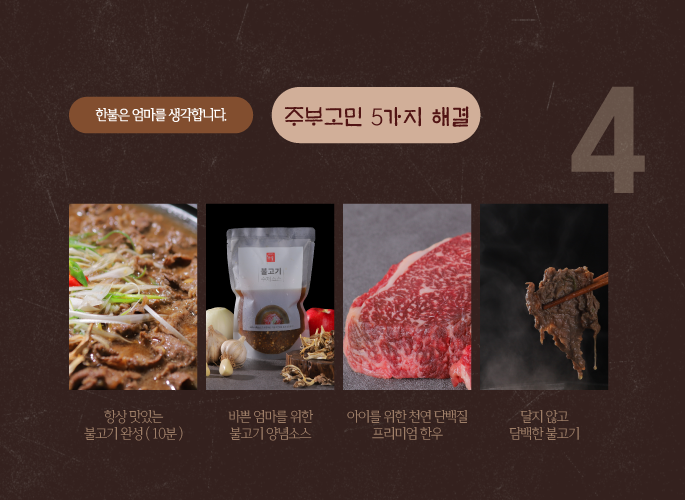 한불은 엄마를 생각합니다.
주부고민 5가지 해결
4
불고기
항상 맛있는
불고기 완성 ( 10분 )
바쁜 엄마를 위한
불고기 양념소스
아이를 위한 천연 단백질
프리미엄 한우
달지 않고
담백한 불고기